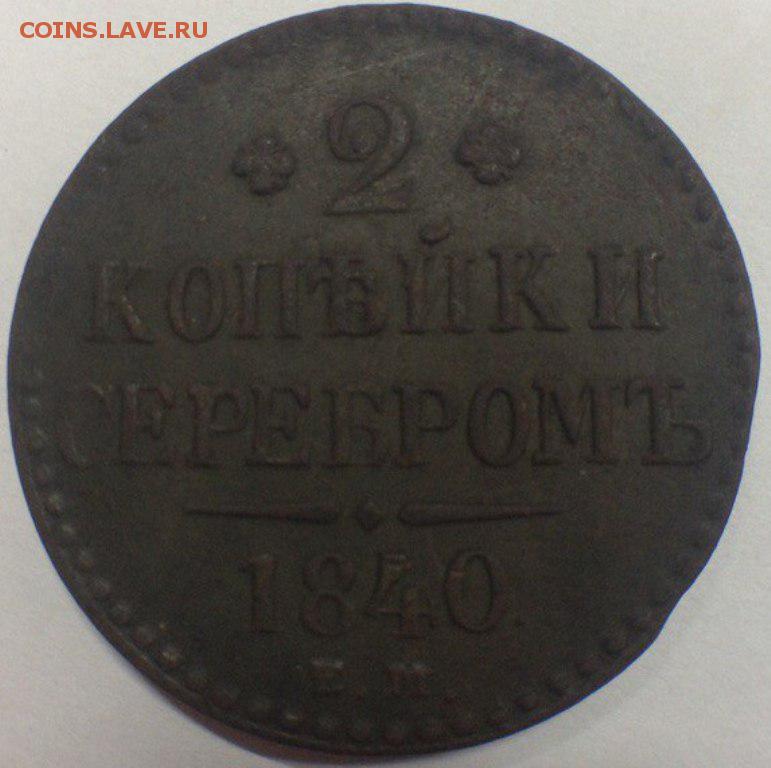 COINS.LAVE.RU
2
КОПѢЙКИ
СЕРЕБРОМЪ
1840.
Е.М.